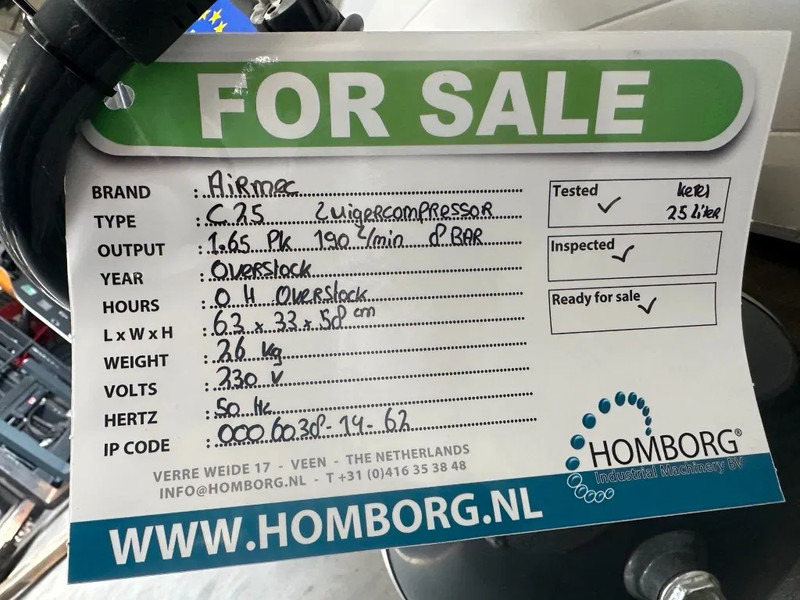 FOR SALE
BRAND : Airmec
TYPE : C.25 Zuigercompressor
OUTPUT : 1.65 Pk 190 L/min 8 BAR
YEAR : Overstock
HOURS : 0 H Overstock
L x W x H : 63 x 33 x 58 cm
WEIGHT : 26 kg
VOLTS : 230 V
HERTZ : 50 Hz
IP CODE : 0006038-14-62
Tested ✓ ketel
25 Liter
Inspected ✓
Ready for sale ✓
VERRE WEIDE 17 - VEEN - THE NETHERLANDS
INFO@HOMBORG.NL - T +31 (0)416 35 38 48
HOMBORG®
Industrial Machinery BV
WWW.HOMBORG.NL